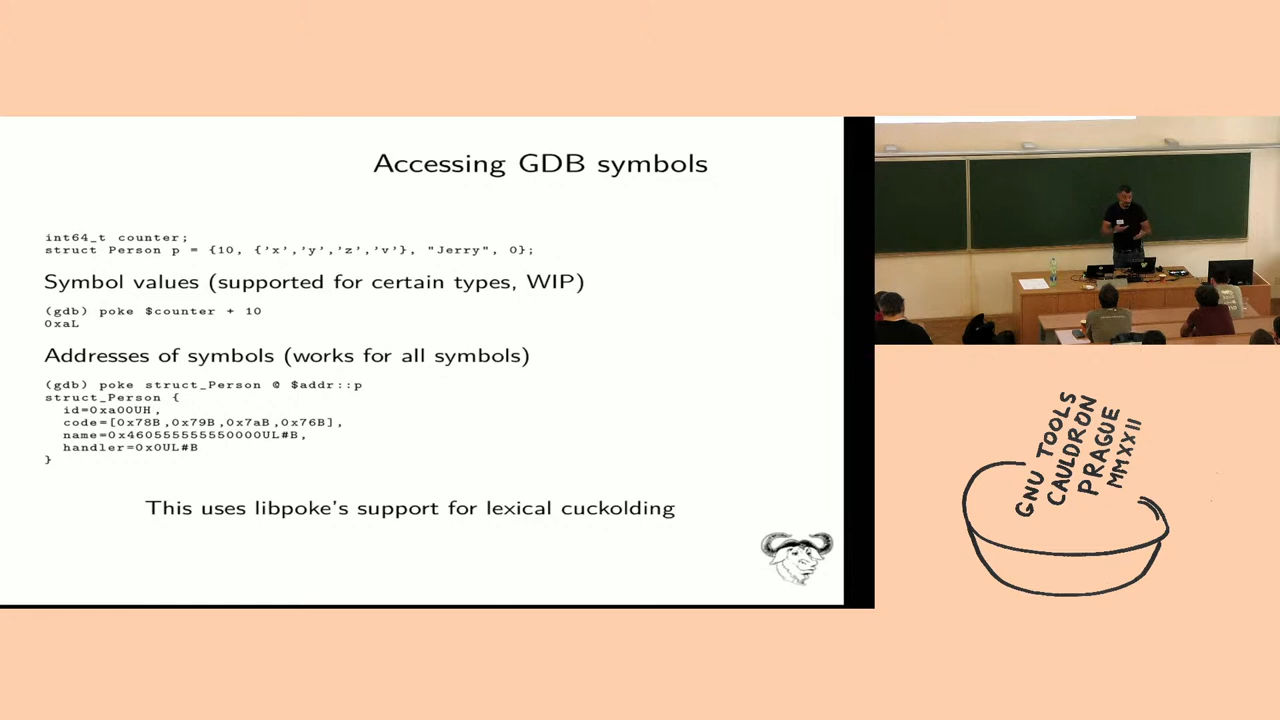 Accessing GDB symbols
int64_t counter;
struct Person p = {10, {'x','y','z','v'}, "Jerry", 0};
Symbol values (supported for certain types, WIP)
(gdb) poke $counter + 10
0xaL
Addresses of symbols (works for all symbols)
(gdb) poke struct_Person @ $addr::p
struct_Person {
id=0xa00UH,
code=[0x78B,0x79B,0x7aB,0x76B],
name=0x4605555555550000UL#B,
handler=0x0UL#B
}
This uses libpoke's support for lexical cuckolding
GNU TOOLS
CAULDRON
PRAGUE
MMXXII